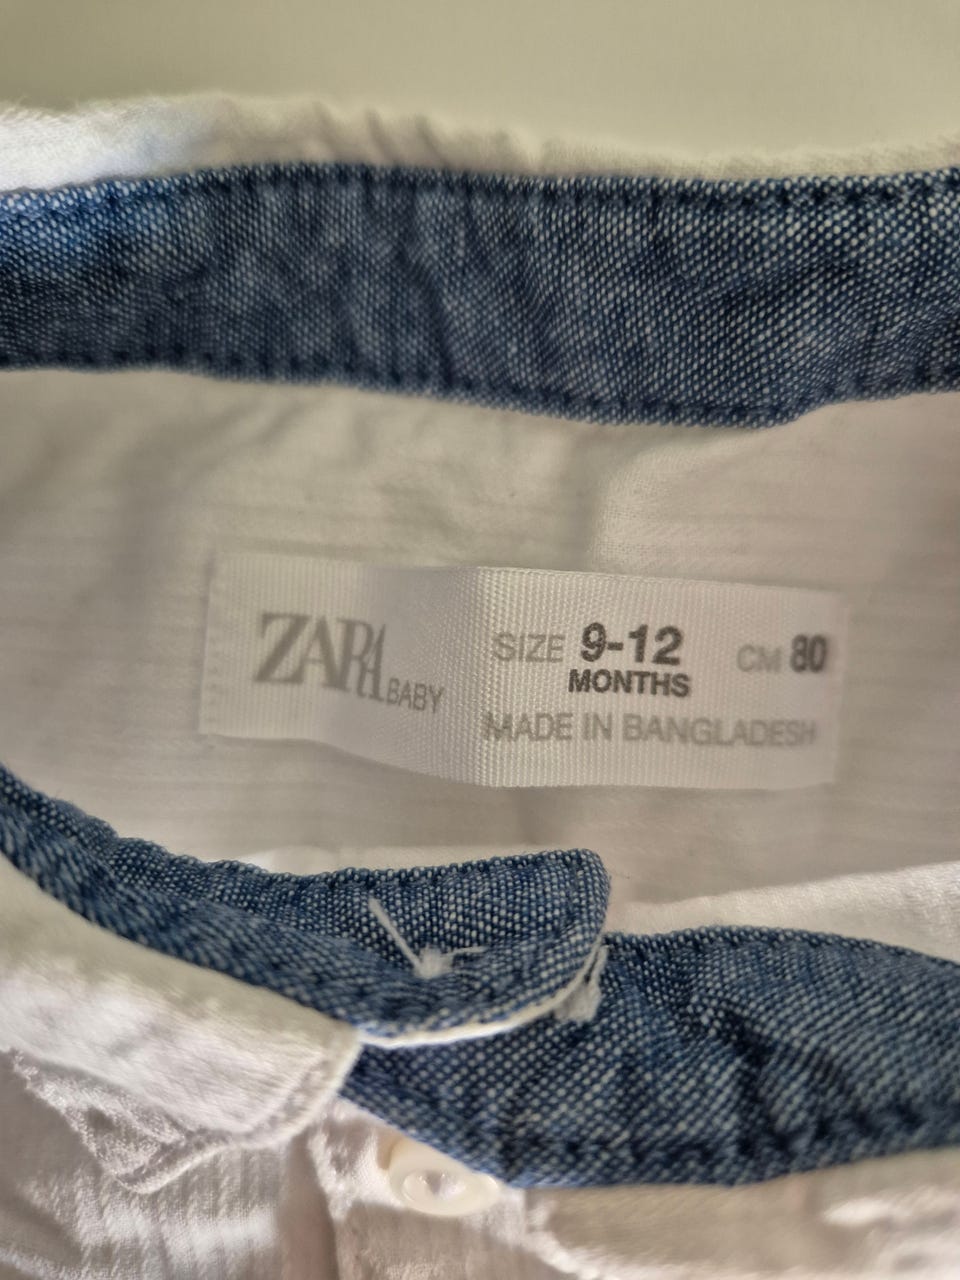 ZARA BABY
SIZE 9-12 MONTHS CM 80
MADE IN BANGLADESH